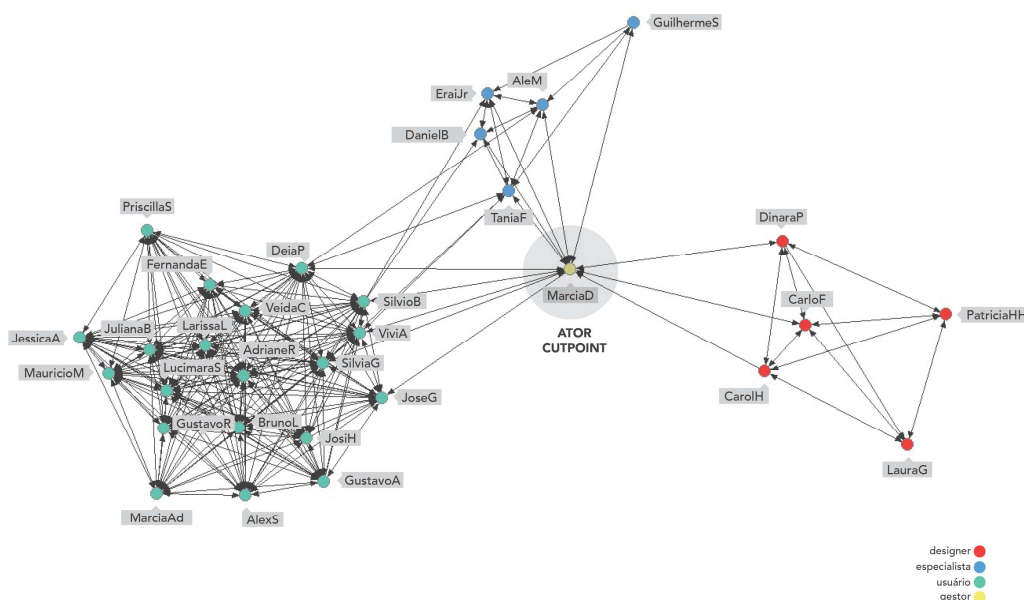 GuilhermeS
AleM
EraiJr
DanielB
TaniaF
PriscillaS
DinaraP
DeiaP
FernandaE
MarciaD
CarloF
SilvioB
VeidaC
PatriciaHH
LarissaL
JulianaB
ViviA
JessicaA
ATOR
CUTPOINT
AdrianeR
SilviaG
LucimaraS
MauricioM
CarolH
JoseG
GustavoR
BrunoL
JosiH
LauraG
GustavoA
MarciaAd
AlexS
designer
especialista
usuário
gestor